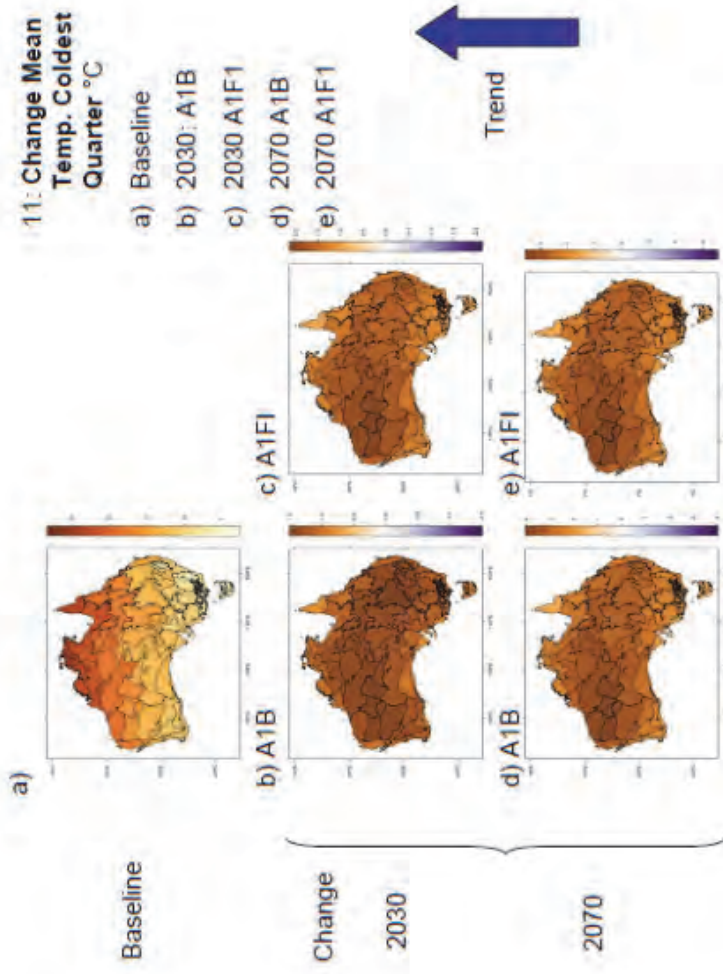 11: Change Mean
Temp. Coldest
Quarter °C
a) Baseline
b) 2030: A1B
c) 2030 A1F1
d) 2070 A1B
e) 2070 A1F1
Trend
a)
Baseline
Change
2030
2070
b) A1B
c) A1FI
d) A1B
e) A1FI